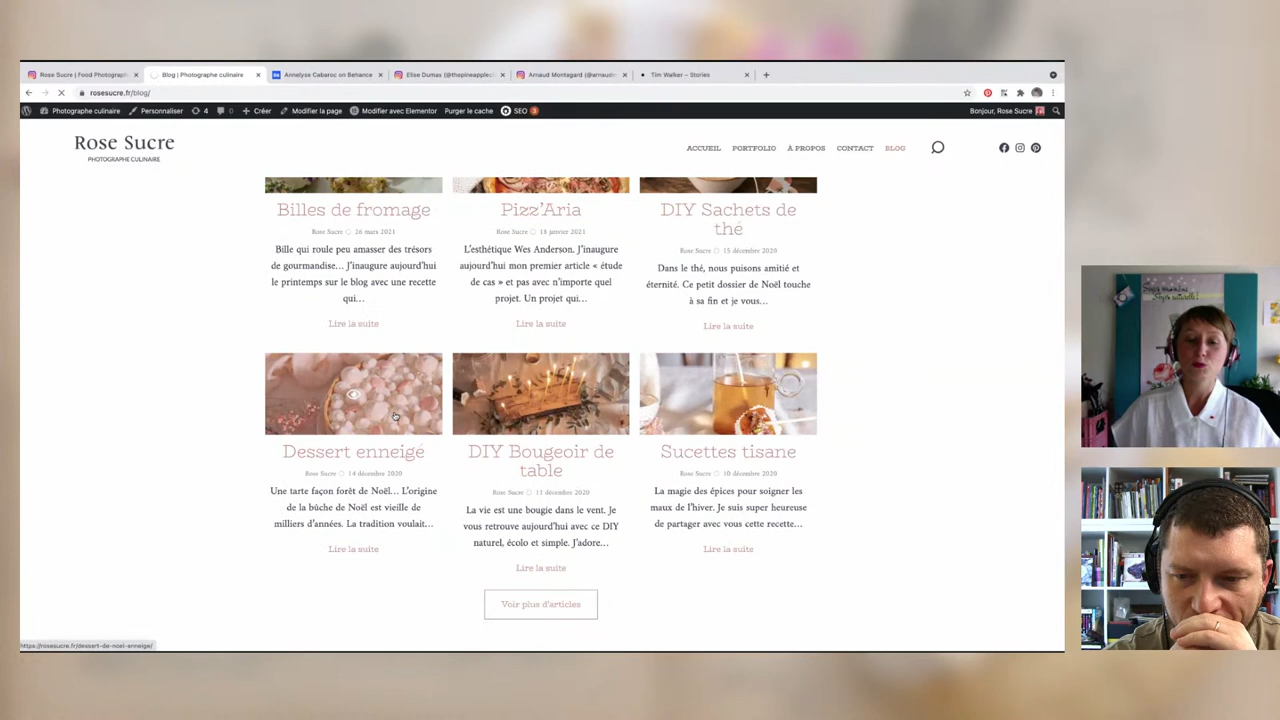 Rose Sucre | Food Photograph
Blog | Photographe culinaire
Annelyse Cabaroc on Behance
Elise Dumas (@thepineapplec
Arnaud Montagard (@arnaudm
Tim Walker – Stories
rosesucre.fr/blog/
Photographe culinaire
Personnaliser
4
0
Créer
Modifier la page
Modifier avec Elementor
Purger le cache
SEO 3
Bonjour, Rose Sucre
Rose Sucre
PHOTOGRAPHE CULINAIRE
ACCUEIL
PORTFOLIO
À PROPOS
CONTACT
BLOG
Billes de fromage
Rose Sucre 26 mars 2021
Bille qui roule peu amasser des trésors
de gourmandise… J'inaugure aujourd'hui
le printemps sur le blog avec une recette
qui…
Lire la suite
Pizz'Aria
Rose Sucre 18 janvier 2021
L'esthétique Wes Anderson. J'inaugure
aujourd'hui mon premier article « étude
de cas » et pas avec n'importe quel
projet. Un projet qui…
Lire la suite
DIY Sachets de
thé
Rose Sucre 15 décembre 2020
Dans le thé, nous puisons amitié et
éternité. Ce petit dossier de Noël touche
à sa fin et je vous…
Lire la suite
Dessert enneigé
Rose Sucre 14 décembre 2020
Une tarte façon forêt de Noël… L'origine
de la bûche de Noël est vieille de
milliers d'années. La tradition voulait…
Lire la suite
DIY Bougeoir de
table
Rose Sucre 11 décembre 2020
La vie est une bougie dans le vent. Je
vous retrouve aujourd'hui avec ce DIY
naturel, écolo et simple. J'adore…
Lire la suite
Sucettes tisane
Rose Sucre 10 décembre 2020
La magie des épices pour soigner les
maux de l'hiver. Je suis super heureuse
de partager avec vous cette recette…
Lire la suite
Voir plus d'articles
https://rosesucre.fr/dessert-de-noel-enneige/